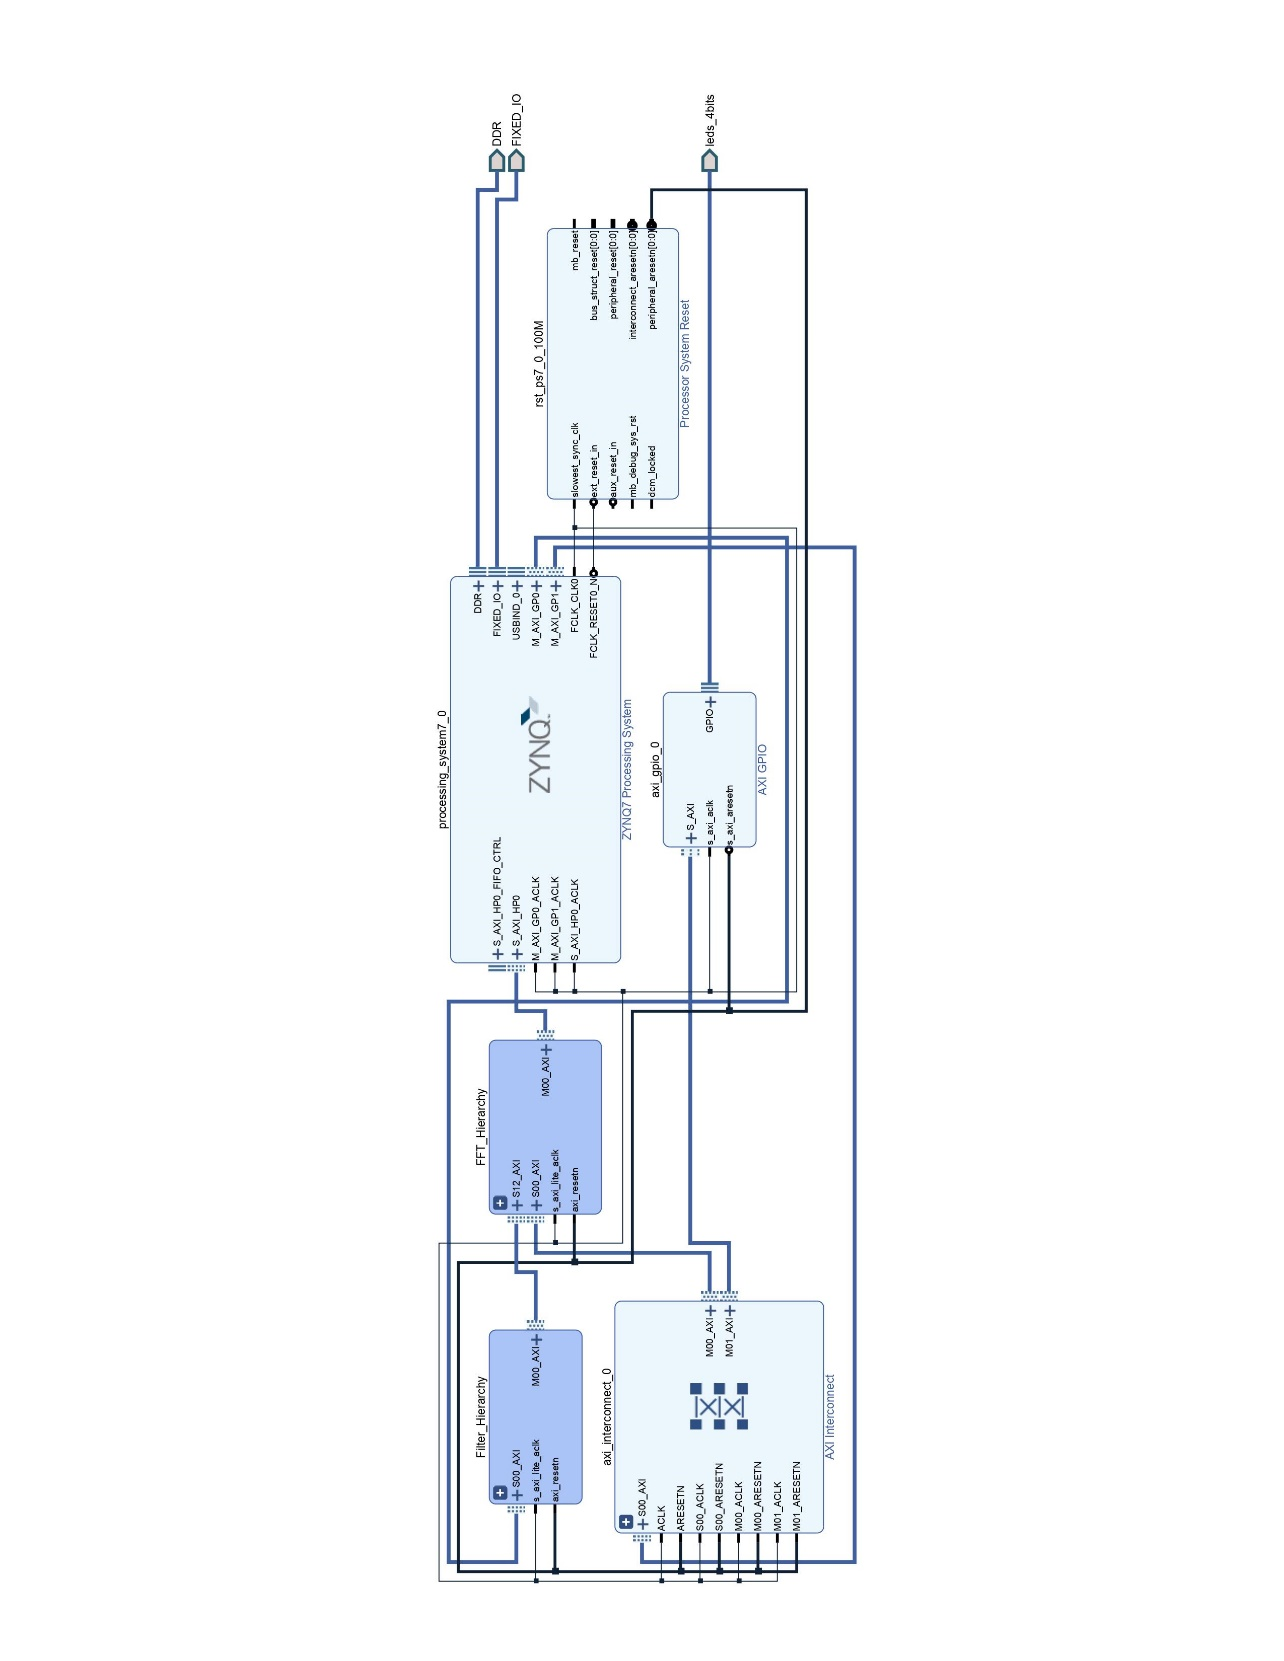 Filter_Hierarchy
S00_AXI
s_axi_lite_aclk
axi_resetn
M00_AXI
axi_interconnect_0
S00_AXI
ACLK
ARESETN
S00_ACLK
S00_ARESETN
M00_ACLK
M00_ARESETN
M01_ACLK
M01_ARESETN
M00_AXI
M01_AXI
AXI Interconnect
FFT_Hierarchy
S12_AXI
S00_AXI
s_axi_lite_aclk
axi_resetn
M00_AXI
processing_system7_0
S_AXI_HP0_FIFO_CTRL
S_AXI_HP0
M_AXI_GP0_ACLK
M_AXI_GP1_ACLK
S_AXI_HP0_ACLK
ZYNQ
DDR
FIXED_IO
USBIND_0
M_AXI_GP0
M_AXI_GP1
FCLK_CLK0
FCLK_RESET0_N
ZYNQ7 Processing System
axi_gpio_0
S_AXI
s_axi_aclk
s_axi_aresetn
GPIO
AXI GPIO
rst_ps7_0_100M
slowest_sync_clk
ext_reset_in
aux_reset_in
mb_debug_sys_rst
dcm_locked
mb_reset
bus_struct_reset[0:0]
peripheral_reset[0:0]
interconnect_aresetn[0:0]
peripheral_aresetn[0:0]
Processor System Reset
DDR
FIXED_IO
leds_4bits